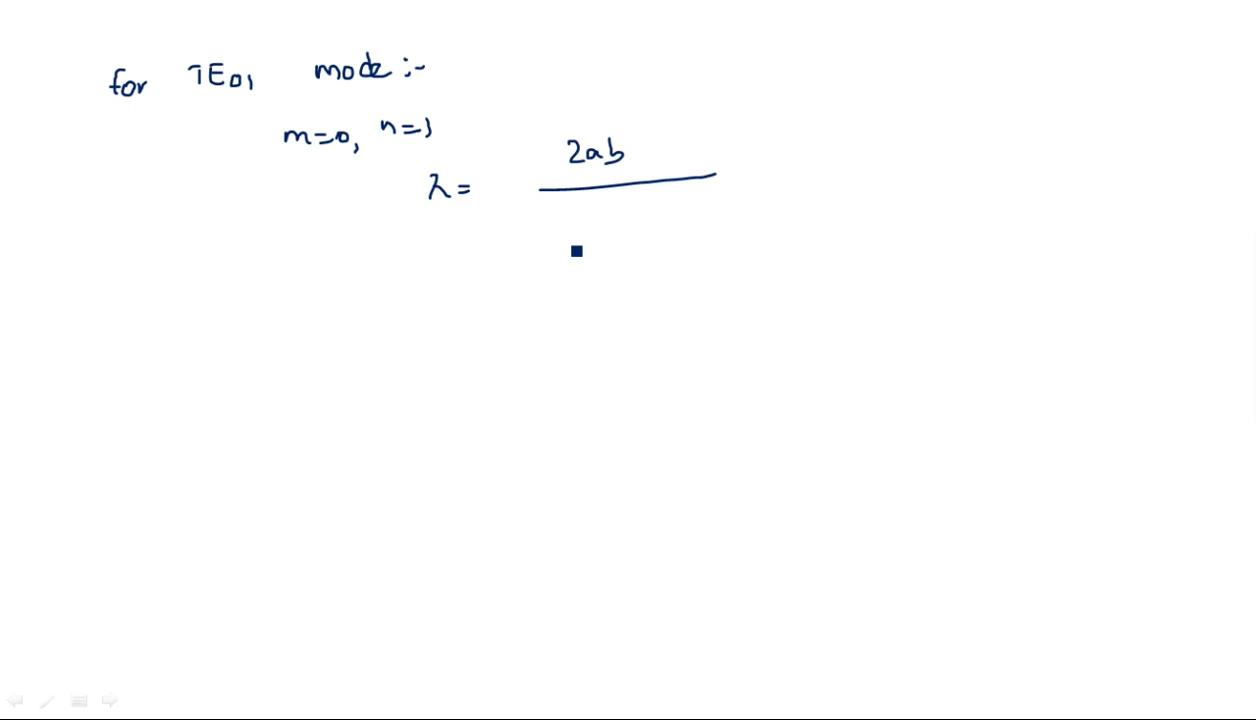 for TE01 mode :-
m=0, n=1
2ab
λ=